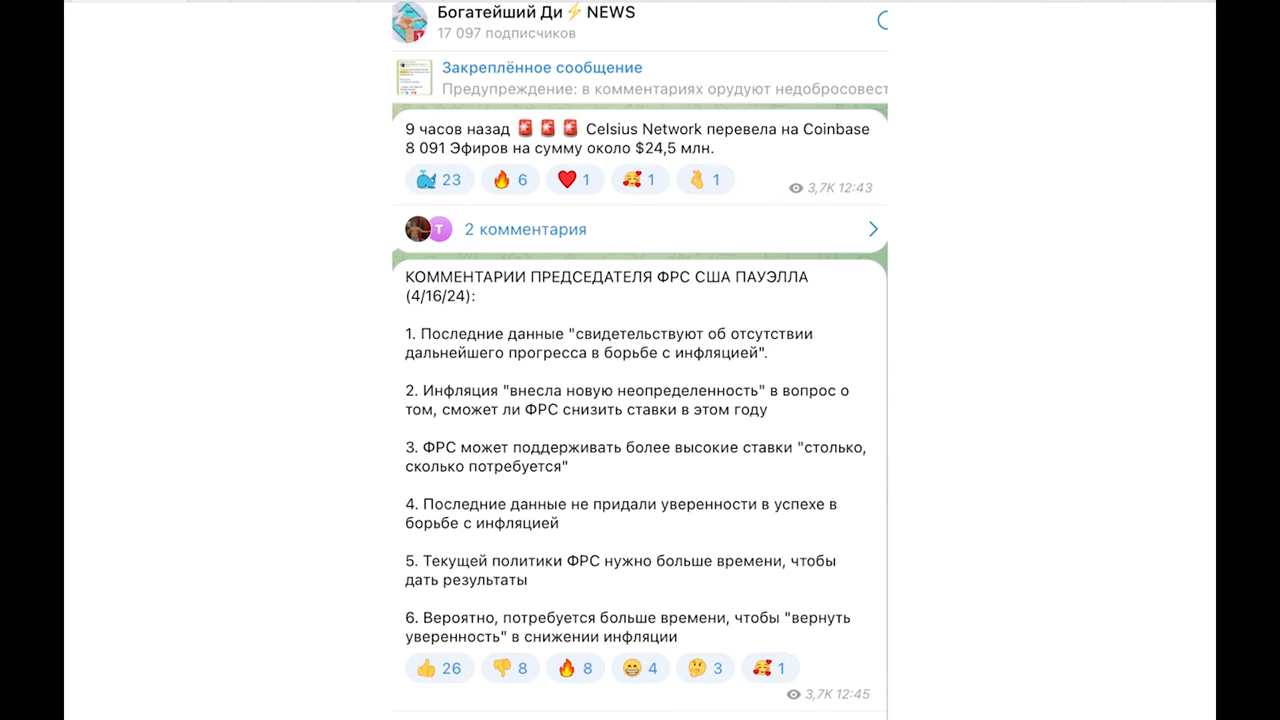 Богатейший Ди⚡NEWS
17 097 подписчиков
Закреплённое сообщение
Предупреждение: в комментариях орудуют недобросовест
9 часов назад 🚨 🚨 🚨 Celsius Network перевела на Coinbase
8 091 Эфиров на сумму около $24,5 млн.
🐳 23 🔥 6 ❤️ 1 🥰 1 🫰 1
3,7K 12:43
T 2 комментария
КОММЕНТАРИИ ПРЕДСЕДАТЕЛЯ ФРС США ПАУЭЛЛА
(4/16/24):
1. Последние данные "свидетельствуют об отсутствии
дальнейшего прогресса в борьбе с инфляцией".
2. Инфляция "внесла новую неопределенность" в вопрос о
том, сможет ли ФРС снизить ставки в этом году
3. ФРС может поддерживать более высокие ставки "столько,
сколько потребуется"
4. Последние данные не придали уверенности в успехе в
борьбе с инфляцией
5. Текущей политики ФРС нужно больше времени, чтобы
дать результаты
6. Вероятно, потребуется больше времени, чтобы "вернуть
уверенность" в снижении инфляции
👍 26 👎 8 🔥 8 😁 4 🤔 3 🥰 1
3,7K 12:45